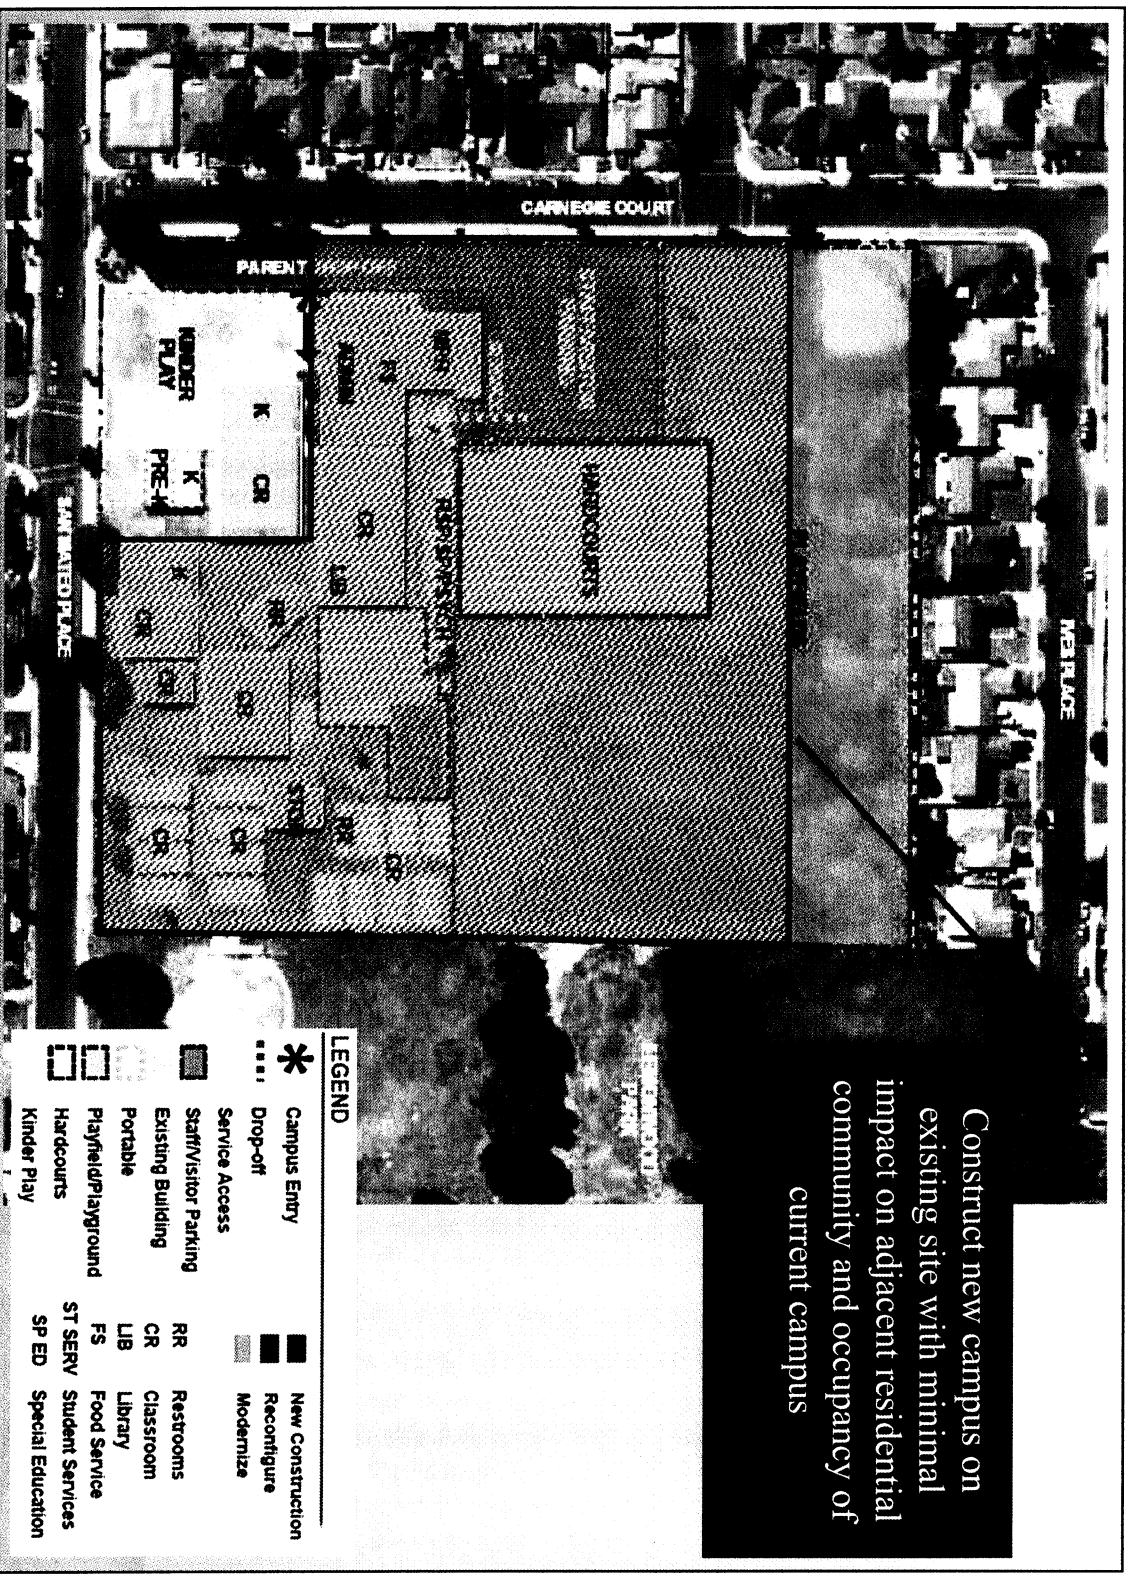 Construct new campus on
existing site with minimal
impact on adjacent residential
community and occupancy of
current campus
IVES PLACE
CARNEGIE COURT
PARENT
HARDCOURTS
ADMIN
FS
CR
LIB
KINDER
PLAY
K
CR
K
PRE-K
K
CR
RR
CR
CR
CR
CR
RR
CR
PARK
LEGEND
Campus Entry
Drop-off
Service Access
Staff/Visitor Parking
Existing Building
Portable
Playfield/Playground
Hardcourts
Kinder Play
New Construction
Reconfigure
Modernize
RR Restrooms
CR Classroom
LIB Library
FS Food Service
ST SERV Student Services
SP ED Special Education